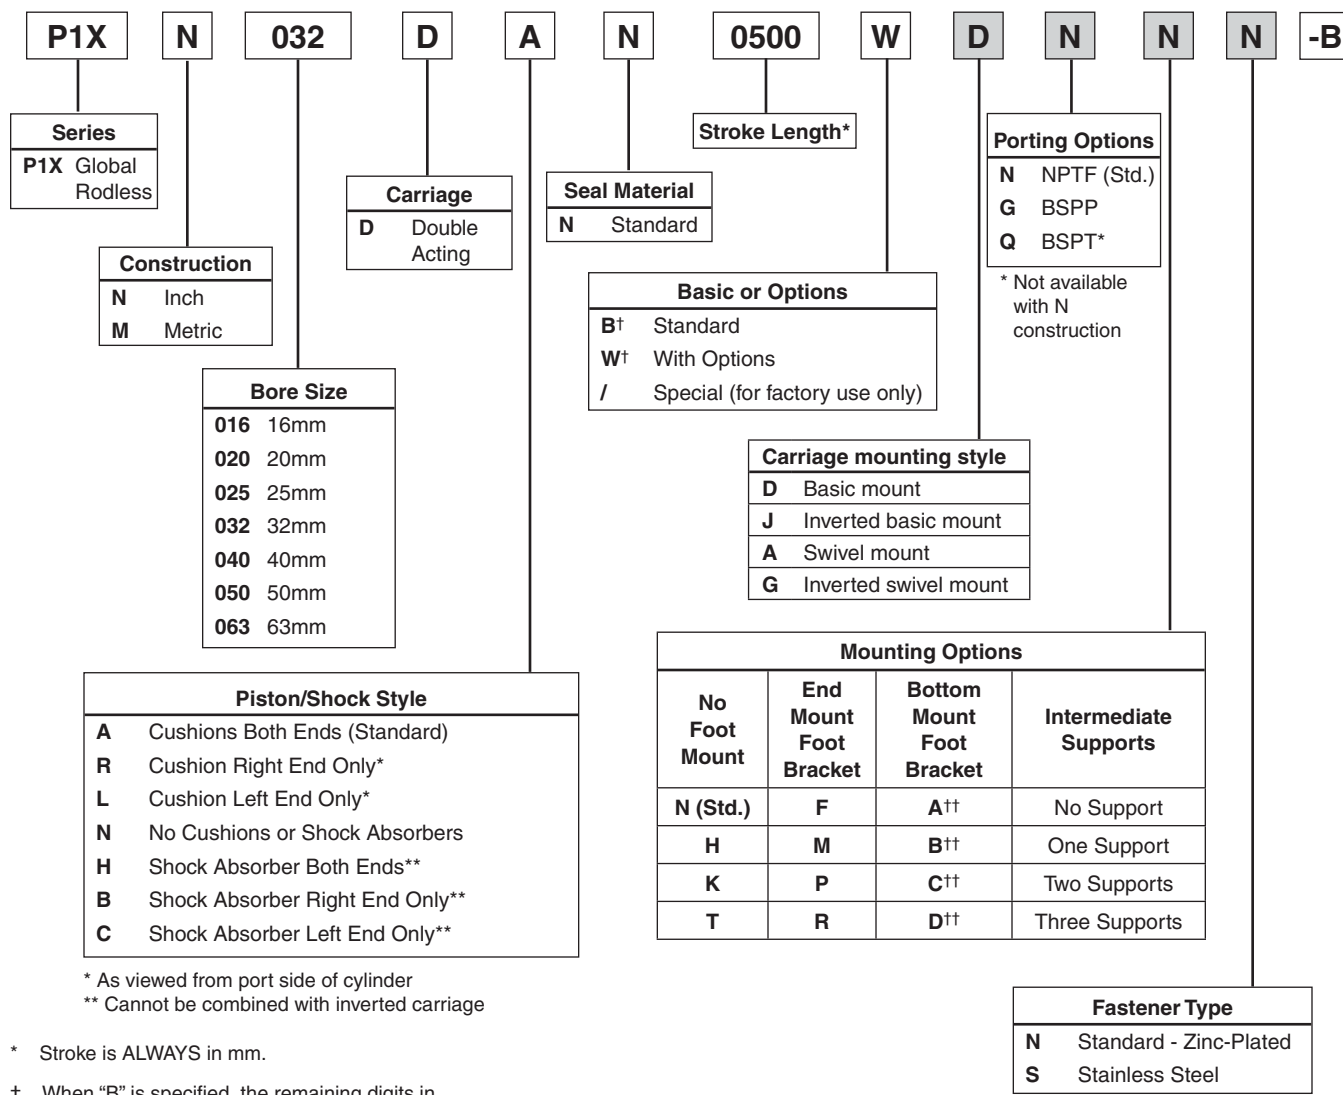 P1X N 032 D A N 0500 W D N N N -B
Series
P1X Global
Rodless
Stroke Length*
Porting Options
N NPTF (Std.)
G BSPP
Q BSPT*
* Not available
with N
construction
Carriage
D Double
Acting
Seal Material
N Standard
Construction
N Inch
M Metric
Basic or Options
B† Standard
W† With Options
/ Special (for factory use only)
Bore Size
016 16mm
020 20mm
025 25mm
032 32mm
040 40mm
050 50mm
063 63mm
Carriage mounting style
D Basic mount
J Inverted basic mount
A Swivel mount
G Inverted swivel mount
Mounting Options
No
Foot
Mount
End
Mount
Foot
Bracket
Bottom
Mount
Foot
Bracket
Intermediate
Supports
N (Std.) F A†† No Support
H M B†† One Support
K P C†† Two Supports
T R D†† Three Supports
Piston/Shock Style
A Cushions Both Ends (Standard)
R Cushion Right End Only*
L Cushion Left End Only*
N No Cushions or Shock Absorbers
H Shock Absorber Both Ends**
B Shock Absorber Right End Only**
C Shock Absorber Left End Only**
* As viewed from port side of cylinder
** Cannot be combined with inverted carriage
Fastener Type
N Standard - Zinc-Plated
S Stainless Steel
* Stroke is ALWAYS in mm.
† When “B” is specified, the remaining digits in